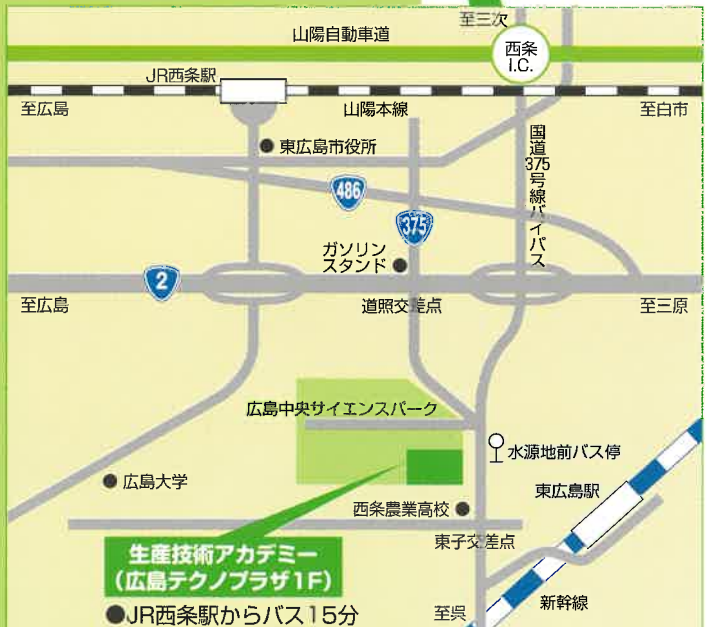 至三次
山陽自動車道
西条
I.C.
JR西条駅
至広島
山陽本線
至白市
東広島市役所
国道375号線バイパス
486
375
ガソリン
スタンド
2
至広島
道照交差点
至三原
広島中央サイエンスパーク
水源地前バス停
広島大学
東広島駅
西条農業高校
東子交差点
生産技術アカデミー
（広島テクノプラザ1F）
新幹線
●JR西条駅からバス15分
至呉